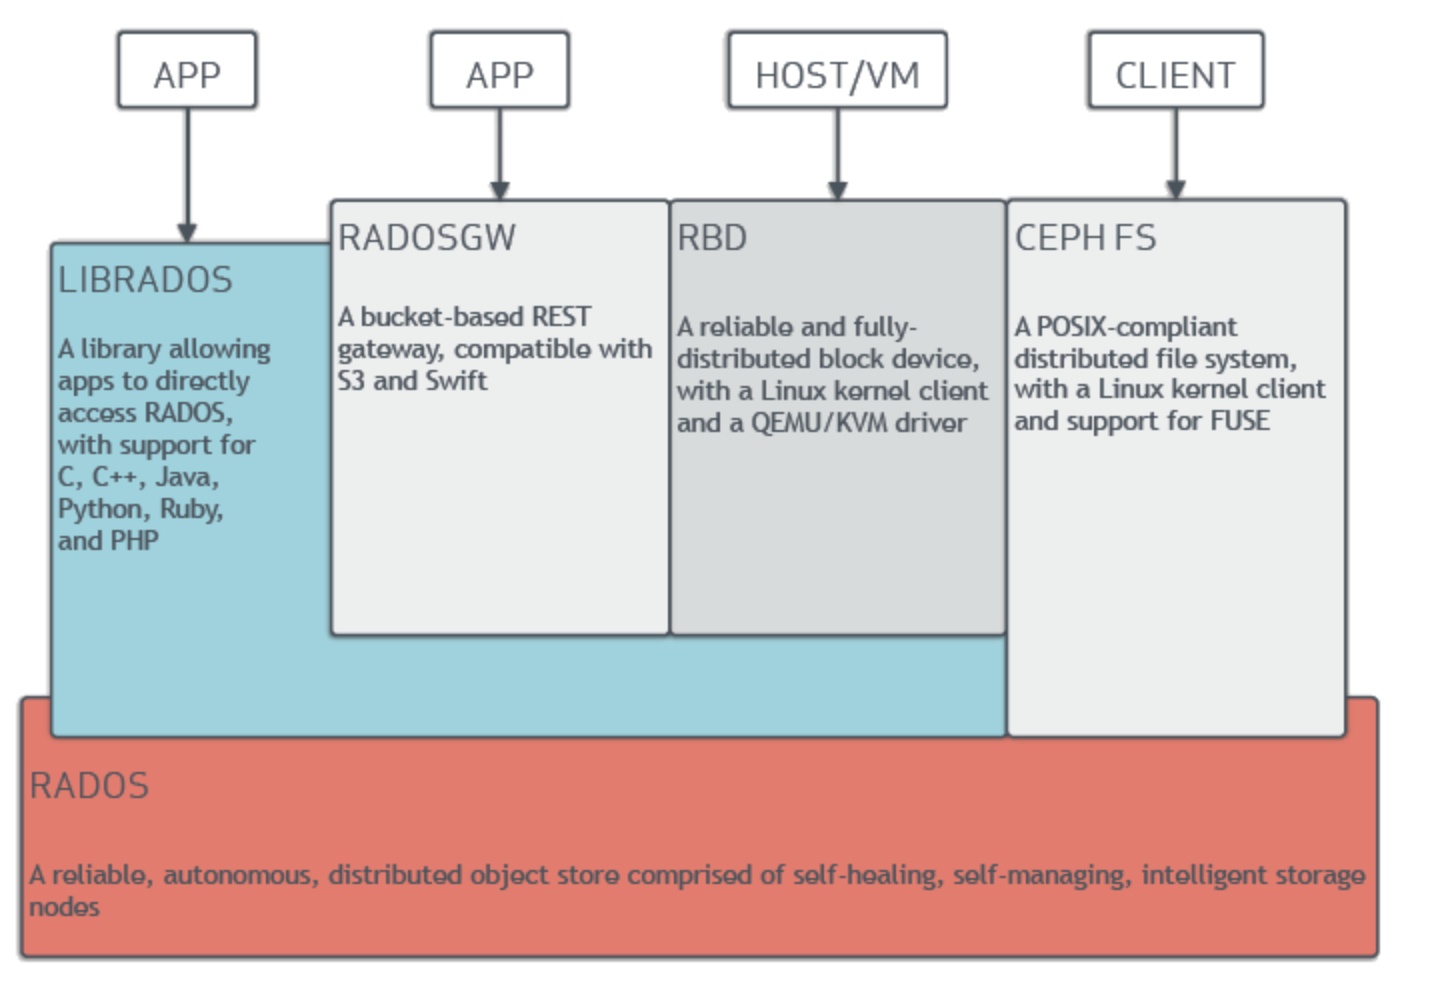 APP
APP
HOST/VM
CLIENT
LIBRADOS
A library allowing
apps to directly
access RADOS,
with support for
C, C++, Java,
Python, Ruby,
and PHP
RADOSGW
A bucket-based REST
gateway, compatible with
S3 and Swift
RBD
A reliable and fully-
distributed block device,
with a Linux kernel client
and a QEMU/KVM driver
CEPH FS
A POSIX-compliant
distributed file system,
with a Linux kernel client
and support for FUSE
RADOS
A reliable, autonomous, distributed object store comprised of self-healing, self-managing, intelligent storage
nodes